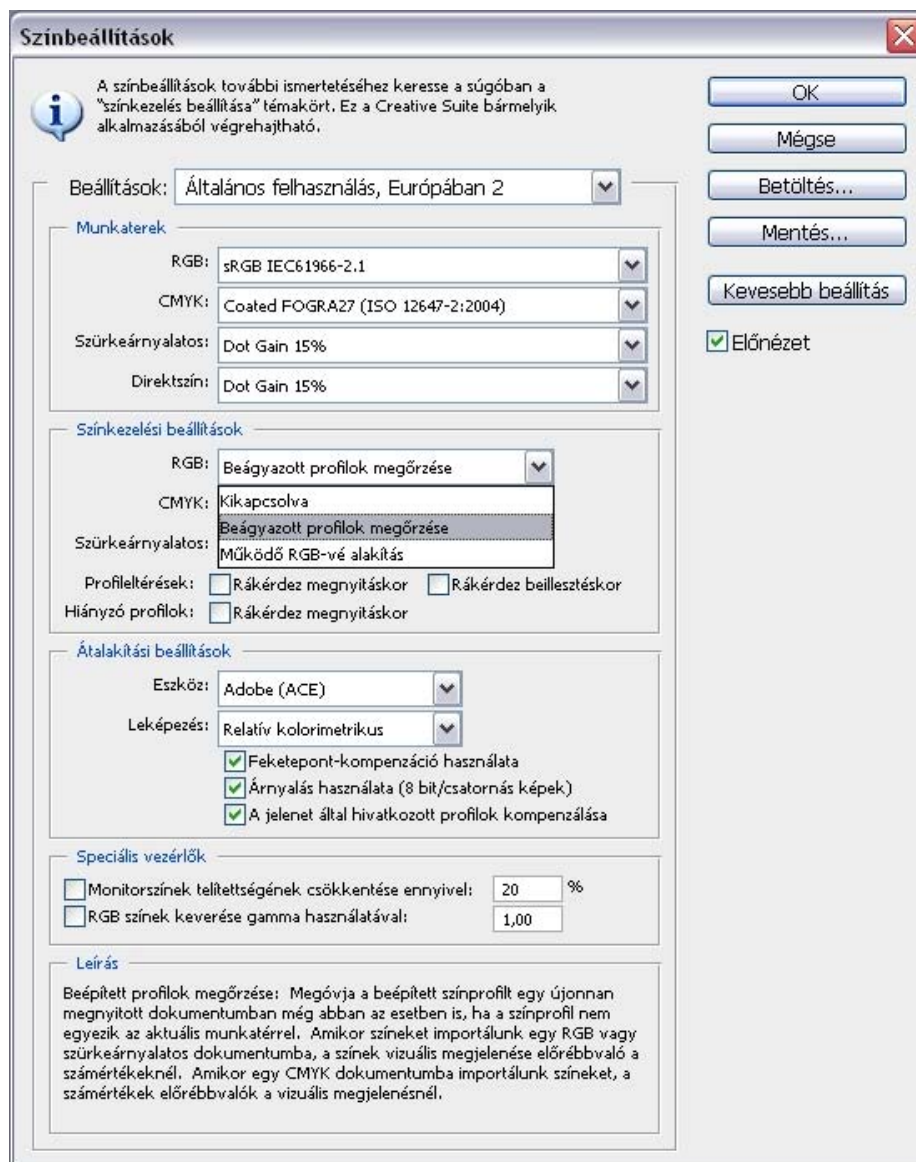 Színbeállítások
A színbeállítások további ismertetéséhez keresse a súgóban a
"színkezelés beállítása" témakört. Ez a Creative Suite bármelyik
alkalmazásából végrehajtható.
OK
Mégse
Betöltés...
Mentés...
Kevesebb beállítás
Előnézet
Beállítások: Általános felhasználás, Európában 2
Munkaterek
RGB: sRGB IEC61966-2.1
CMYK: Coated FOGRA27 (ISO 12647-2:2004)
Szürkeárnyalatos: Dot Gain 15%
Direktszín: Dot Gain 15%
Színkezelési beállítások
RGB: Beágyazott profilok megőrzése
CMYK: Kikapcsolva
Beágyazott profilok megőrzése
Szürkeárnyalatos: Működő RGB-vé alakítás
Profileltérések: Rákérdez megnyitáskor Rákérdez beillesztéskor
Hiányzó profilok: Rákérdez megnyitáskor
Átalakítási beállítások
Eszköz: Adobe (ACE)
Leképezés: Relatív kolorimetrikus
Feketepont-kompenzáció használata
Árnyalás használata (8 bit/csatornás képek)
A jelenet által hivatkozott profilok kompenzálása
Speciális vezérlők
Monitorszínek telítettségének csökkentése ennyivel: 20 %
RGB színek keverése gamma használatával: 1,00
Leírás
Beépített profilok megőrzése: Megóvja a beépített színprofilt egy újonnan
megnyitott dokumentumban még abban az esetben is, ha a színprofil nem
egyezik az aktuális munkatérrel. Amikor színeket importálunk egy RGB vagy
szürkeárnyalatos dokumentumba, a színek vizuális megjelenése előrébbvaló a
számértékeknél. Amikor egy CMYK dokumentumba importálunk színeket, a
számértékek előrébbvalók a vizuális megjelenésnél.